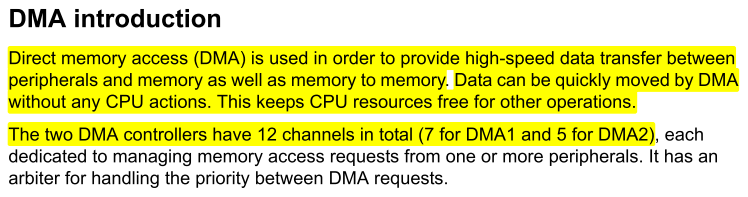 DMA introduction
Direct memory access (DMA) is used in order to provide high-speed data transfer between
peripherals and memory as well as memory to memory. Data can be quickly moved by DMA
without any CPU actions. This keeps CPU resources free for other operations.
The two DMA controllers have 12 channels in total (7 for DMA1 and 5 for DMA2), each
dedicated to managing memory access requests from one or more peripherals. It has an
arbiter for handling the priority between DMA requests.